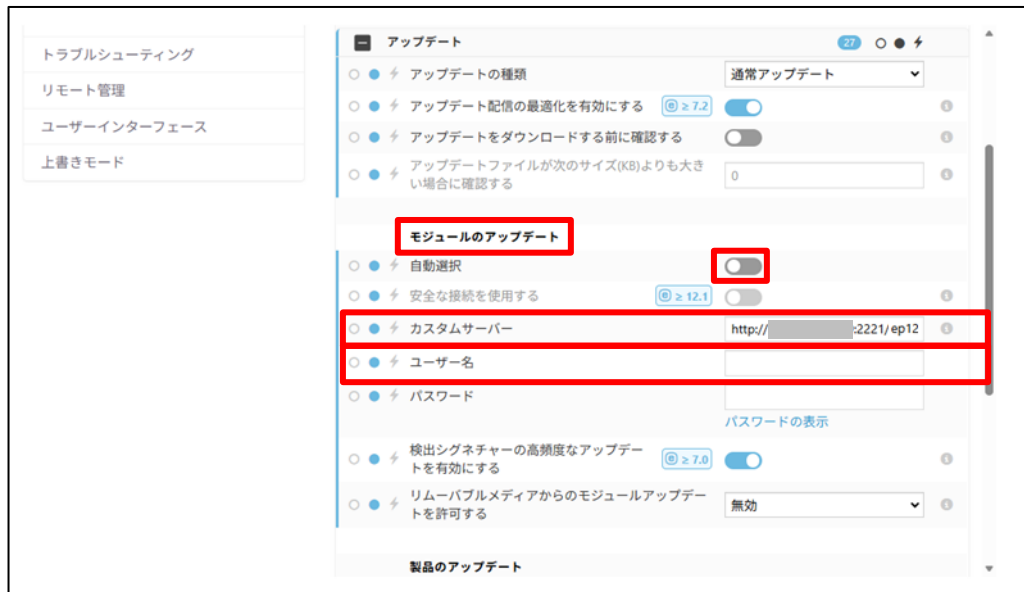 トラブルシューティング
リモート管理
ユーザーインターフェース
上書きモード
アップデート
27
アップデートの種類
通常アップデート
アップデート配信の最適化を有効にする
≥ 7.2
アップデートをダウンロードする前に確認する
アップデートファイルが次のサイズ(KB)よりも大き
い場合に確認する
0
モジュールのアップデート
自動選択
安全な接続を使用する
≥ 12.1
カスタムサーバー
http://
:2221/ep12
ユーザー名
パスワード
パスワードの表示
検出シグネチャーの高頻度なアップデー
トを有効にする
≥ 7.0
リムーバブルメディアからのモジュールアップデー
トを許可する
無効
製品のアップデート